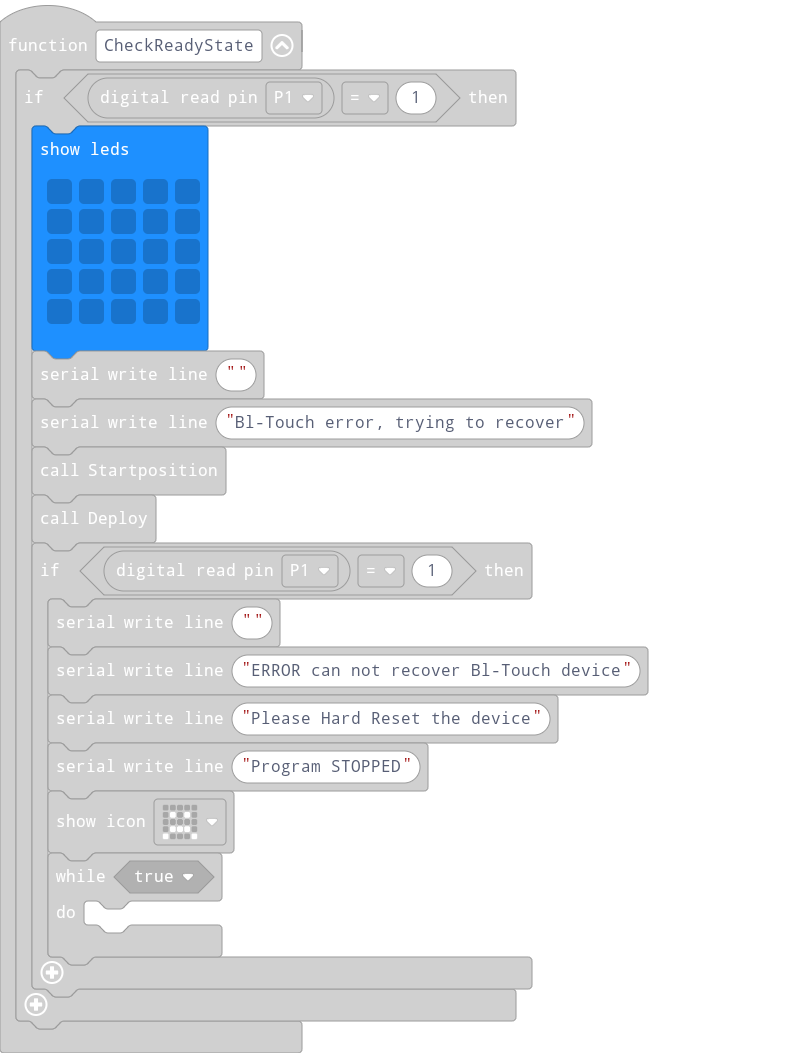 function CheckReadyState
if digital read pin P1 = 1 then
show leds
serial write line ""
serial write line "Bl-Touch error, trying to recover"
call Startposition
call Deploy
if digital read pin P1 = 1 then
serial write line ""
serial write line "ERROR can not recover Bl-Touch device"
serial write line "Please Hard Reset the device"
serial write line "Program STOPPED"
show icon
while true
do